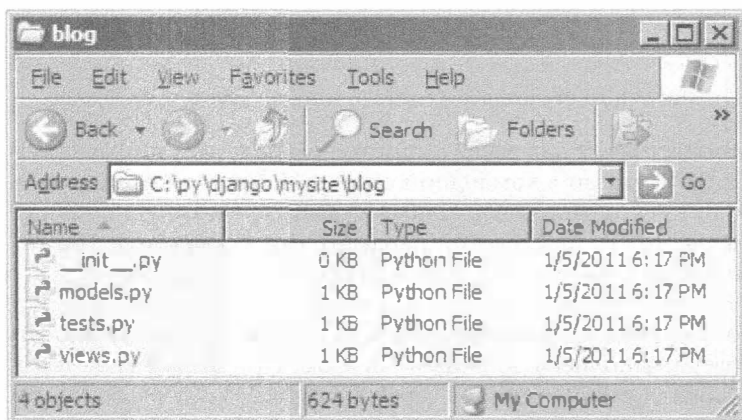 blog
File Edit View Favorites Tools Help
Back Search Folders »
Address C:\py\django\mysite\blog Go
Name Size Type Date Modified
__init__.py 0 KB Python File 1/5/2011 6:17 PM
models.py 1 KB Python File 1/5/2011 6:17 PM
tests.py 1 KB Python File 1/5/2011 6:17 PM
views.py 1 KB Python File 1/5/2011 6:17 PM
4 objects 624 bytes My Computer